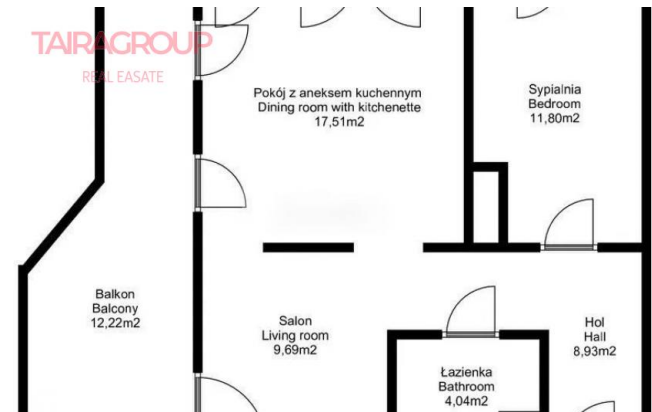 TAIRAGROUP
REAL EASATE
Pokój z aneksem kuchennym
Dining room with kitchenette
17,51m2
Sypialnia
Bedroom
11,80m2
Balkon
Balcony
12,22m2
Salon
Living room
9,69m2
Hol
Hall
8,93m2
Łazienka
Bathroom
4,04m2